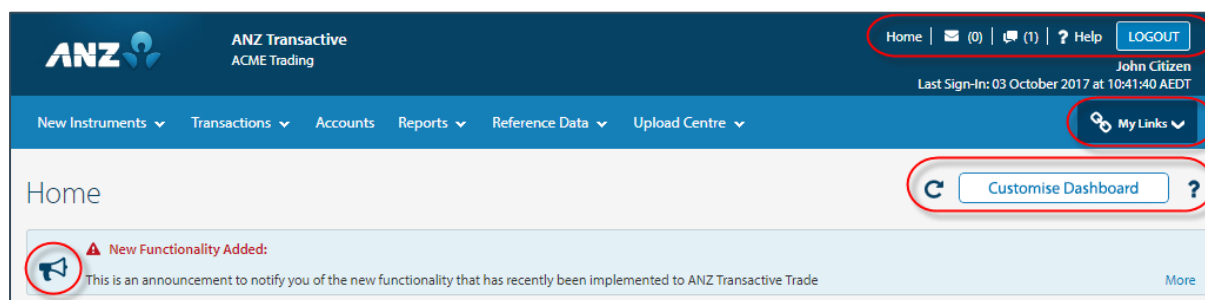 ANZ
ANZ Transactive
ACME Trading
Home | (0) | (1) | ? Help LOGOUT
John Citizen
Last Sign-In: 03 October 2017 at 10:41:40 AEDT
New Instruments Transactions Accounts Reports Reference Data Upload Centre My Links
Home Customise Dashboard ?
New Functionality Added:
This is an announcement to notify you of the new functionality that has recently been implemented to ANZ Transactive Trade More